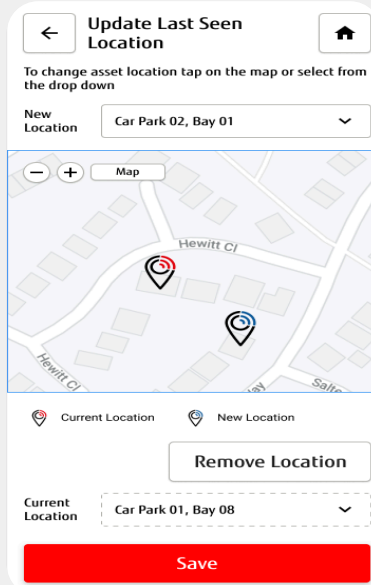 Update Last Seen
Location
To change asset location tap on the map or select from
the drop down
New
Location
Car Park 02, Bay 01
Map
Hewitt Cl
Hewitt Cl
Current Location
New Location
Remove Location
Current
Location
Car Park 01, Bay 08
Save